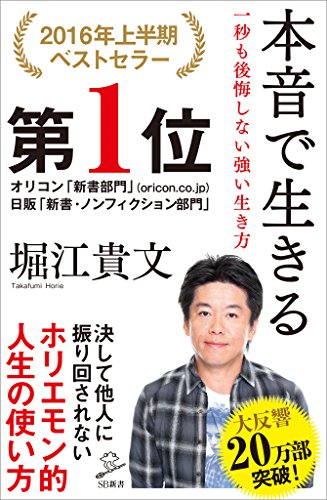 本音で生きる
一秒も後悔しない強い生き方
2016年上半期
ベストセラー
第1位
オリコン「新書部門」(oricon.co.jp)
日販「新書・ノンフィクション部門」
堀江貴文
Takafumi Horie
決して他人に
振り回されない
ホリエモン的
人生の使い方
大反響
20万部
突破!
SB新書